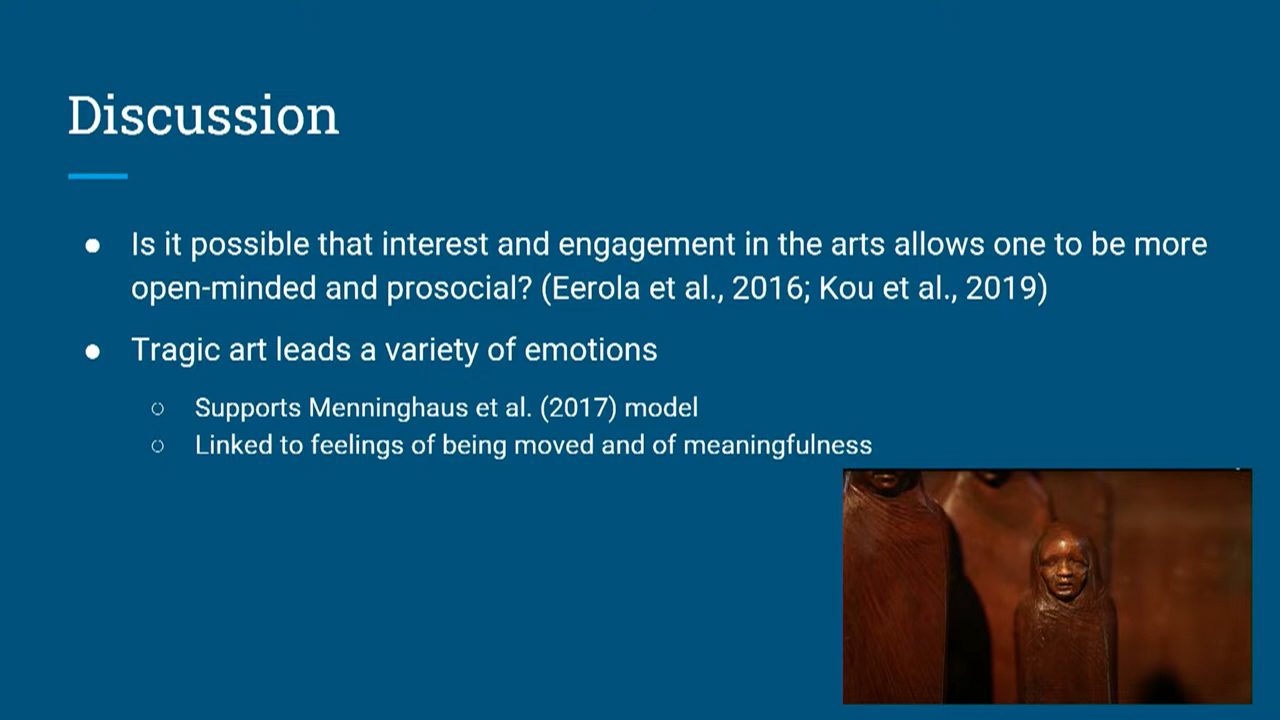 Discussion
● Is it possible that interest and engagement in the arts allows one to be more
open-minded and prosocial? (Eerola et al., 2016; Kou et al., 2019)
● Tragic art leads a variety of emotions
○ Supports Menninghaus et al. (2017) model
○ Linked to feelings of being moved and of meaningfulness